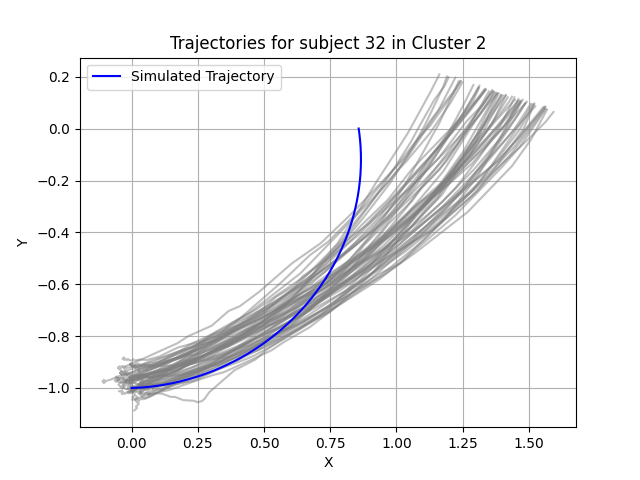 Trajectories for subject 32 in Cluster 2
Simulated Trajectory
0.2
0.0
−0.2
−0.4
−0.6
−0.8
−1.0
Y
0.00 0.25 0.50 0.75 1.00 1.25 1.50
X